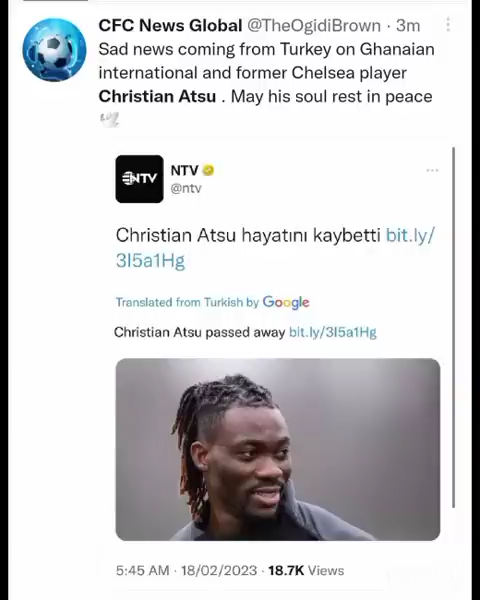 CFC News Global @TheOgidiBrown · 3m
Sad news coming from Turkey on Ghanaian
international and former Chelsea player
Christian Atsu . May his soul rest in peace
NTV
NTV
@ntv
Christian Atsu hayatını kaybetti bit.ly/
3I5a1Hg
Translated from Turkish by Google
Christian Atsu passed away bit.ly/3I5a1Hg
5:45 AM · 18/02/2023 · 18.7K Views